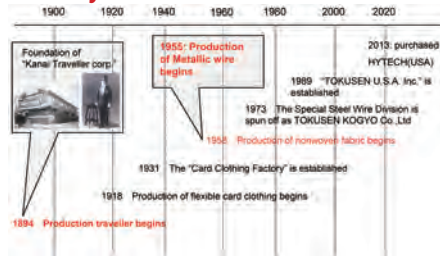 1900 1920 1940 1960 1980 2000 2020
Foundation of
"Kanai Traveller corp."
1955: Production
of Metallic wire
begins
2013: purchased
HYTECH(USA)
1989 "TOKUSEN U.S.A. Inc." is
established
1973 The Special Steel Wire Division is
spun off as TOKUSEN KOGYO Co.,Ltd
1958 Production of nonwoven fabric begins
1931 The "Card Clothing Factory" is established
1918 Production of flexible card clothing begins
1894 Production traveller begins